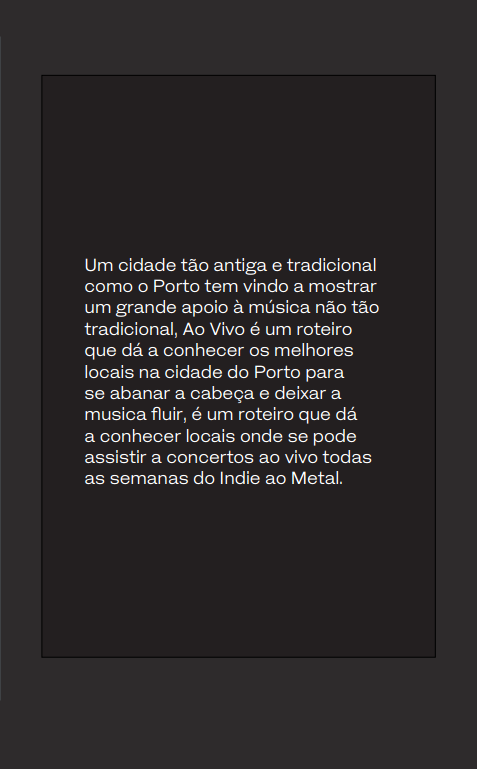 Um cidade tão antiga e tradicional
como o Porto tem vindo a mostrar
um grande apoio à música não tão
tradicional, Ao Vivo é um roteiro
que dá a conhecer os melhores
locais na cidade do Porto para
se abanar a cabeça e deixar a
musica fluir, é um roteiro que dá
a conhecer locais onde se pode
assistir a concertos ao vivo todas
as semanas do Indie ao Metal.